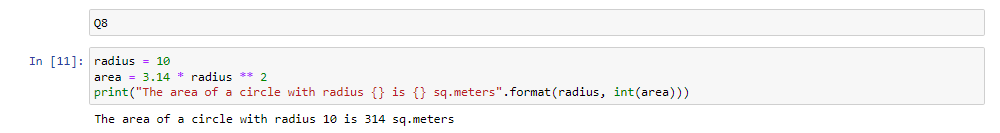 Q8
In [11]: radius = 10
area = 3.14 * radius ** 2
print("The area of a circle with radius {} is {} sq.meters".format(radius, int(area)))
The area of a circle with radius 10 is 314 sq.meters